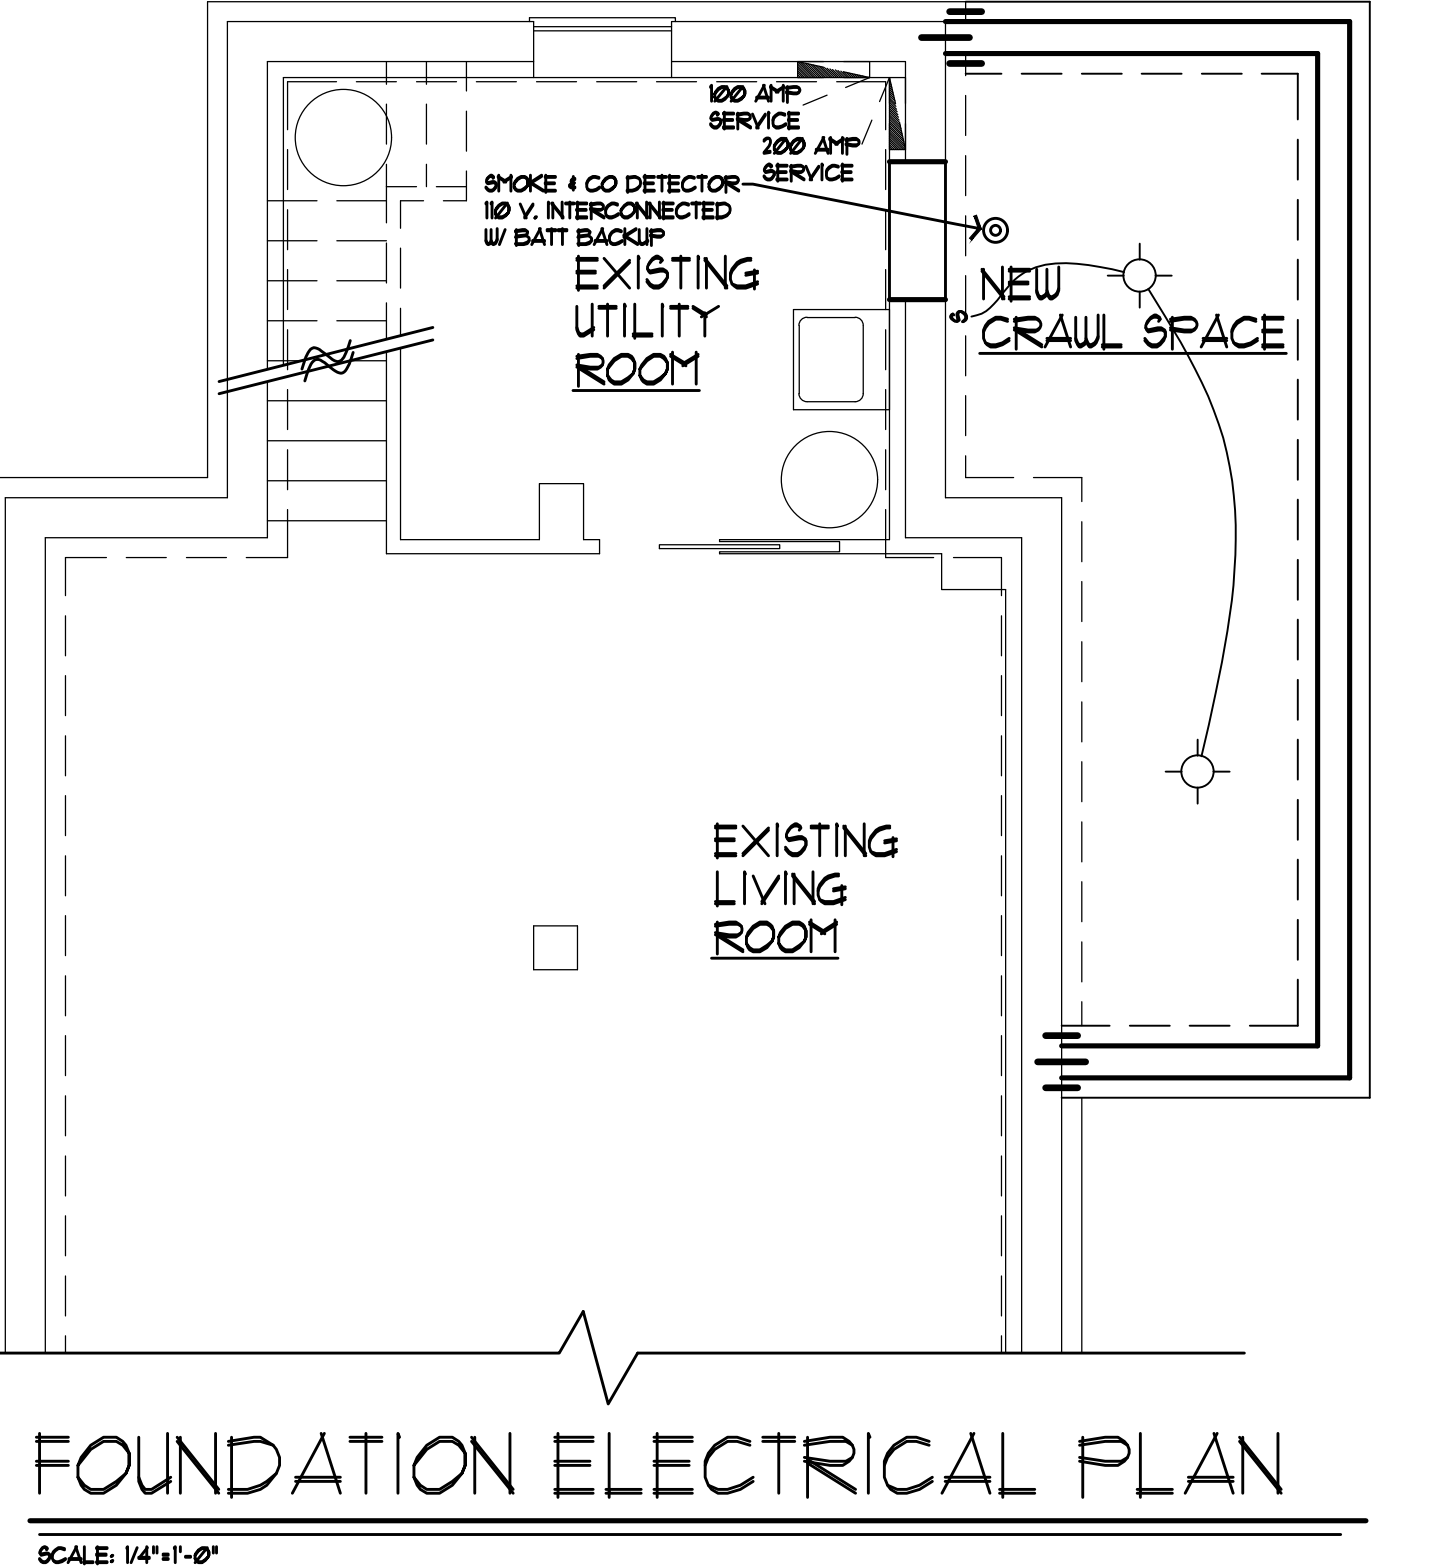 100 AMP
SERVICE
200 AMP
SERVICE
SMOKE & CO DETECTOR
110 V. INTERCONNECTED
W/ BATT BACKUP
EXISTING
UTILITY
ROOM
S
NEW
CRAWL SPACE
EXISTING
LIVING
ROOM
FOUNDATION ELECTRICAL PLAN
SCALE: 1/4"=1'-0"